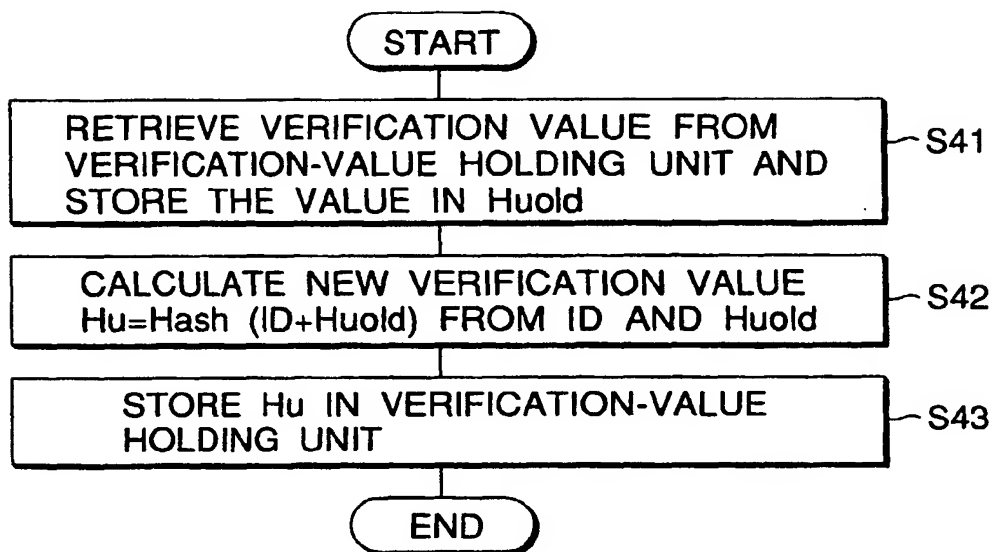 START
RETRIEVE VERIFICATION VALUE FROM
VERIFICATION-VALUE HOLDING UNIT AND
STORE THE VALUE IN Huold
S41
CALCULATE NEW VERIFICATION VALUE
Hu=Hash (ID+Huold) FROM ID AND Huold
S42
STORE Hu IN VERIFICATION-VALUE
HOLDING UNIT
S43
END